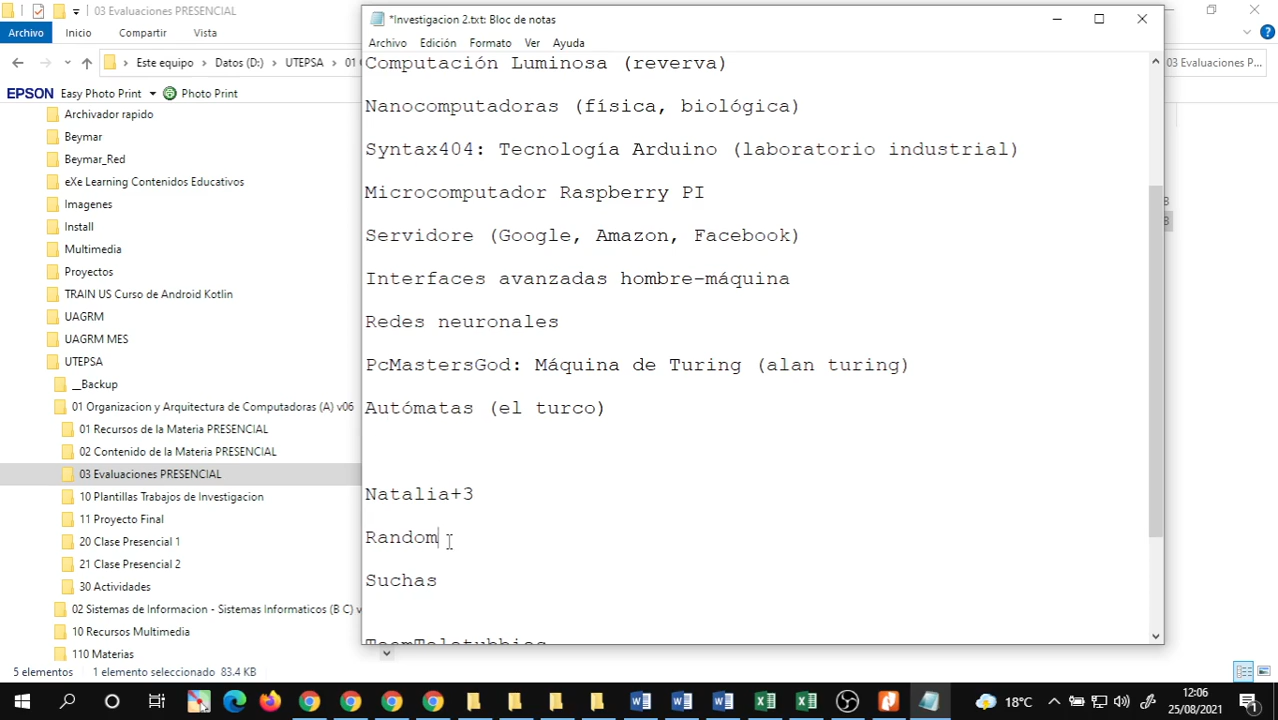 03 Evaluaciones PRESENCIAL
Archivo Inicio Compartir Vista
Este equipo Datos (D:) UTEPSA 01
03 Evaluaciones P...
EPSON Easy Photo Print Photo Print
Archivador rapido
Beymar
Beymar_Red
eXe Learning Contenidos Educativos
Imagenes
Install
Multimedia
Proyectos
TRAIN US Curso de Android Kotlin
UAGRM
UAGRM MES
UTEPSA
__Backup
01 Organizacion y Arquitectura de Computadoras (A) v06
01 Recursos de la Materia PRESENCIAL
02 Contenido de la Materia PRESENCIAL
03 Evaluaciones PRESENCIAL
10 Plantillas Trabajos de Investigacion
11 Proyecto Final
20 Clase Presencial 1
21 Clase Presencial 2
30 Actividades
02 Sistemas de Informacion - Sistemas Informaticos (B C) v
10 Recursos Multimedia
110 Materias
5 elementos 1 elemento seleccionado 83.4 KB
*Investigacion 2.txt: Bloc de notas
Archivo Edición Formato Ver Ayuda
Computación Luminosa (reverva)
Nanocomputadoras (física, biológica)
Syntax404: Tecnología Arduino (laboratorio industrial)
Microcomputador Raspberry PI
Servidore (Google, Amazon, Facebook)
Interfaces avanzadas hombre-máquina
Redes neuronales
PcMastersGod: Máquina de Turing (alan turing)
Autómatas (el turco)
Natalia+3
Random
Suchas
TeamTeletubbies
B
B
18°C
12:06
25/08/2021
1